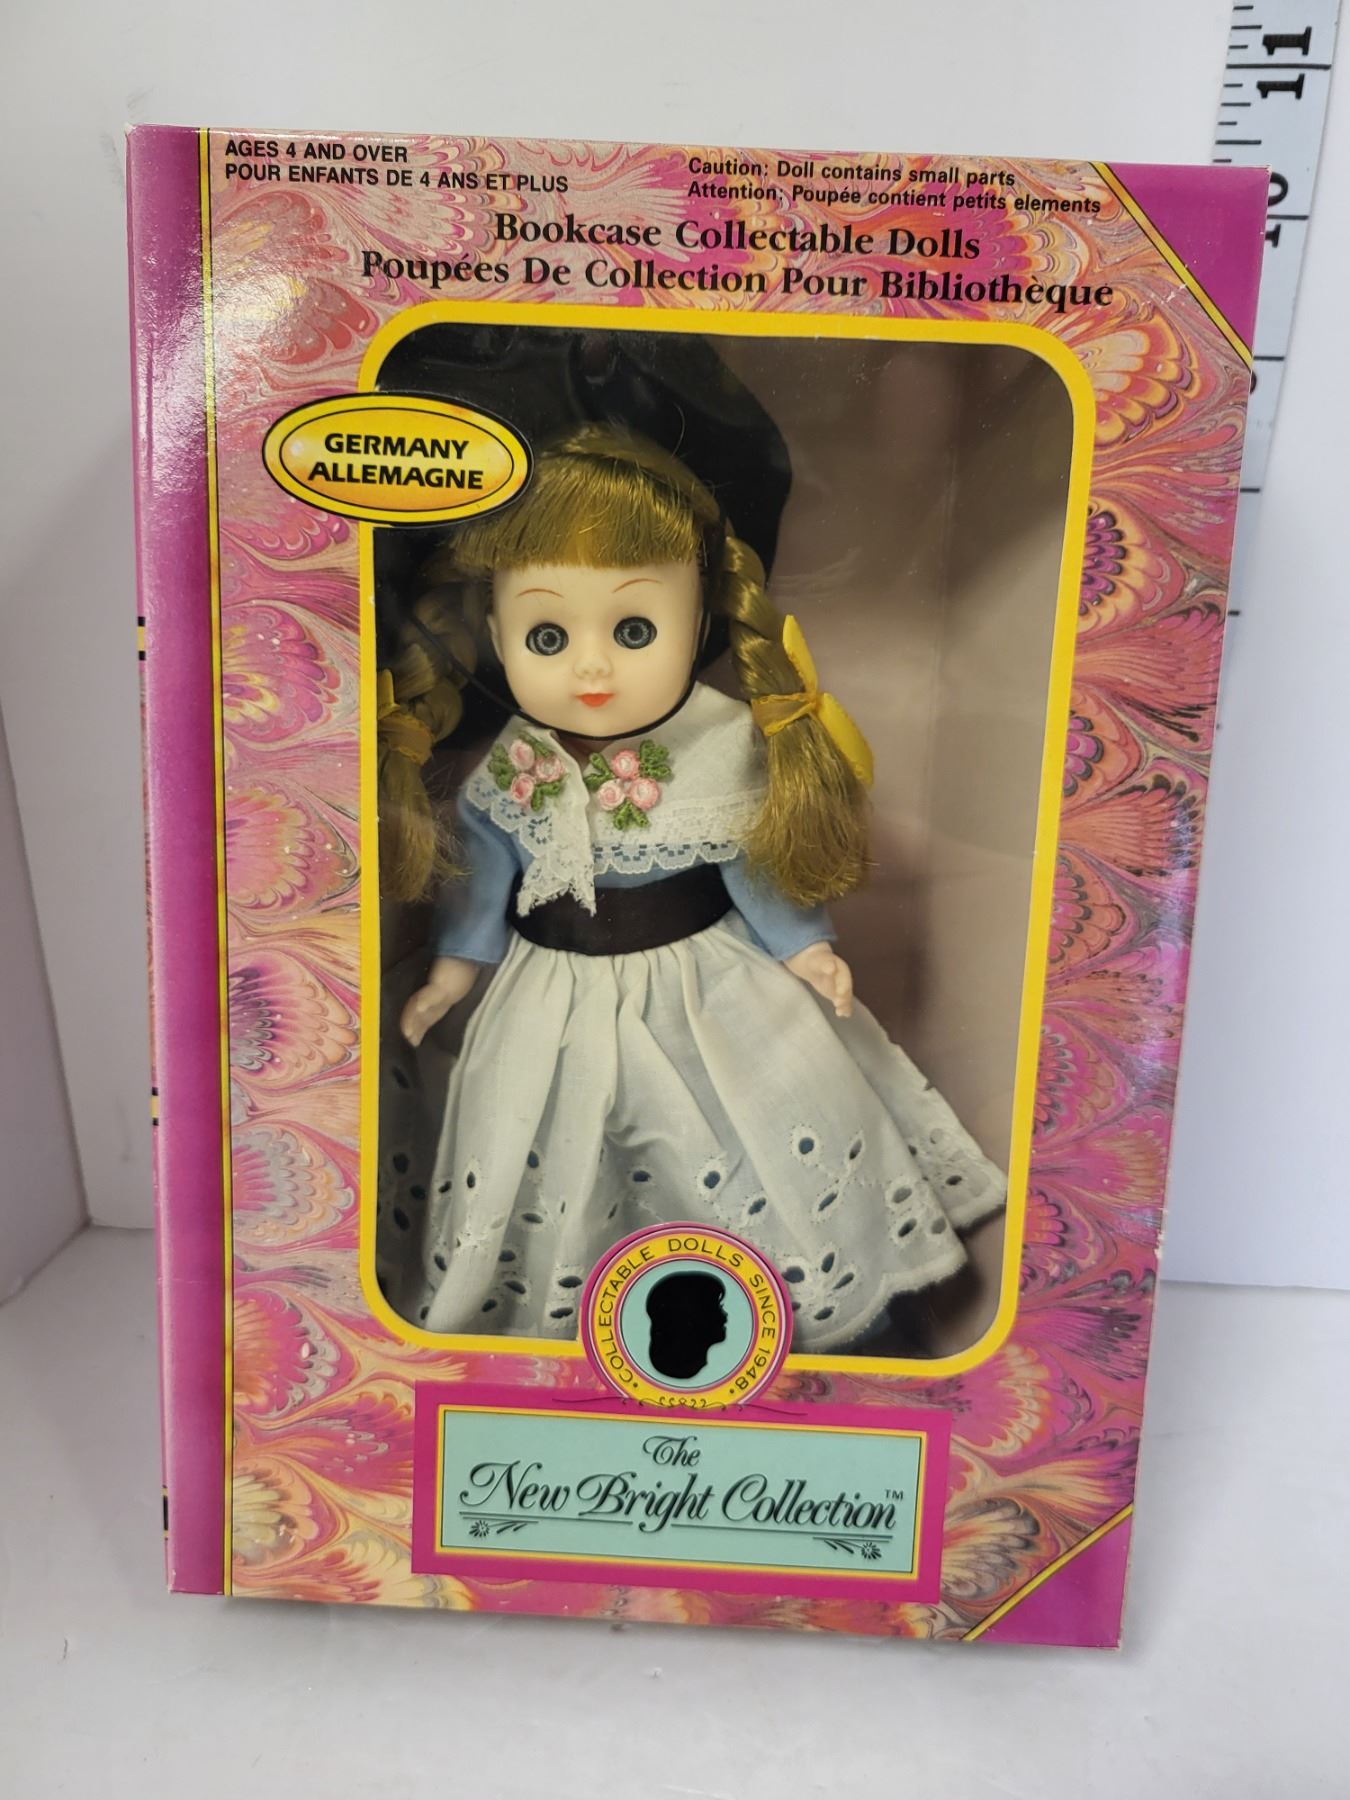 AGES 4 AND OVER
POUR ENFANTS DE 4 ANS ET PLUS
Caution: Doll contains small parts
Attention: Poupée contient petits elements
Bookcase Collectable Dolls
Poupées De Collection Pour Bibliothèque
GERMANY
ALLEMAGNE
• COLLECTABLE DOLLS SINCE 1948 •
The
New Bright Collection™
11
10